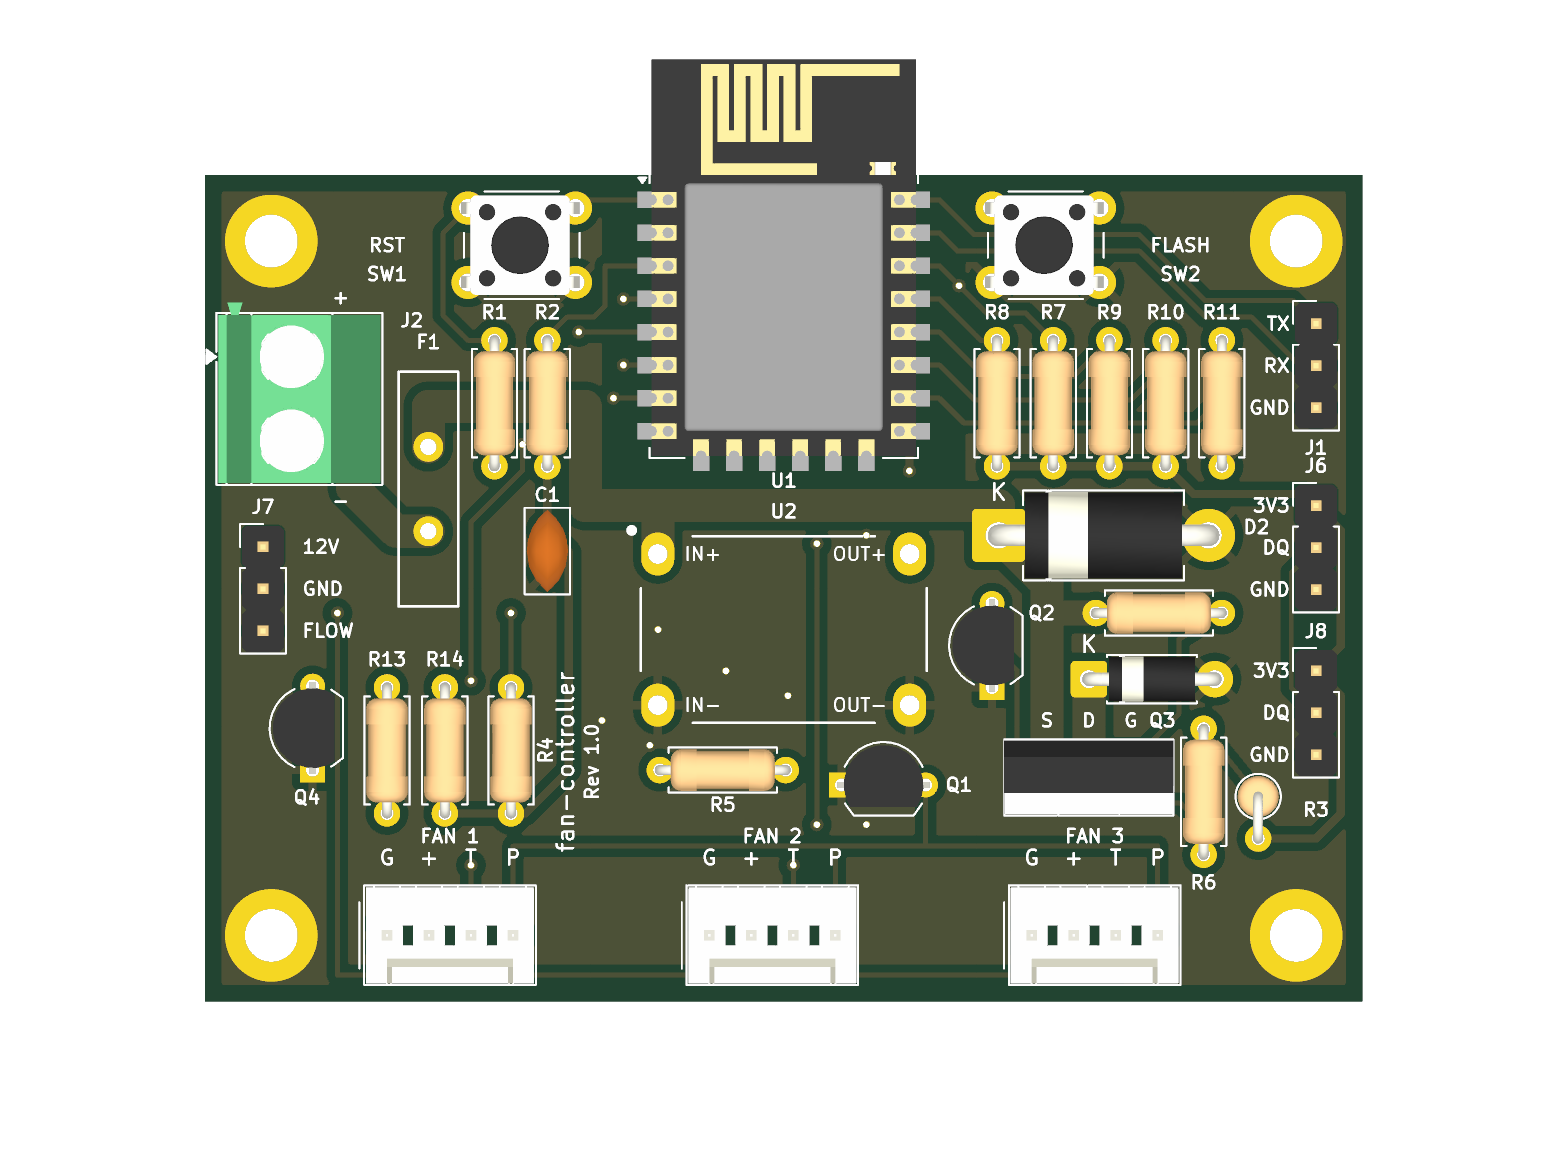 RST
SW1
FLASH
SW2
+
J2
F1
R1 R2
R8 R7 R9 R10 R11
TX
RX
GND
J1
J6
-
J7
12V
GND
FLOW
C1
U1
U2
K
D2
3V3
DQ
GND
IN+ OUT+
IN- OUT-
Q2
K
J8
3V3
DQ
GND
R13 R14
R4
fan-controller
Rev 1.0
S D G Q3
Q4
R5
Q1
R3
R6
FAN 1
G + T P
FAN 2
G + T P
FAN 3
G + T P